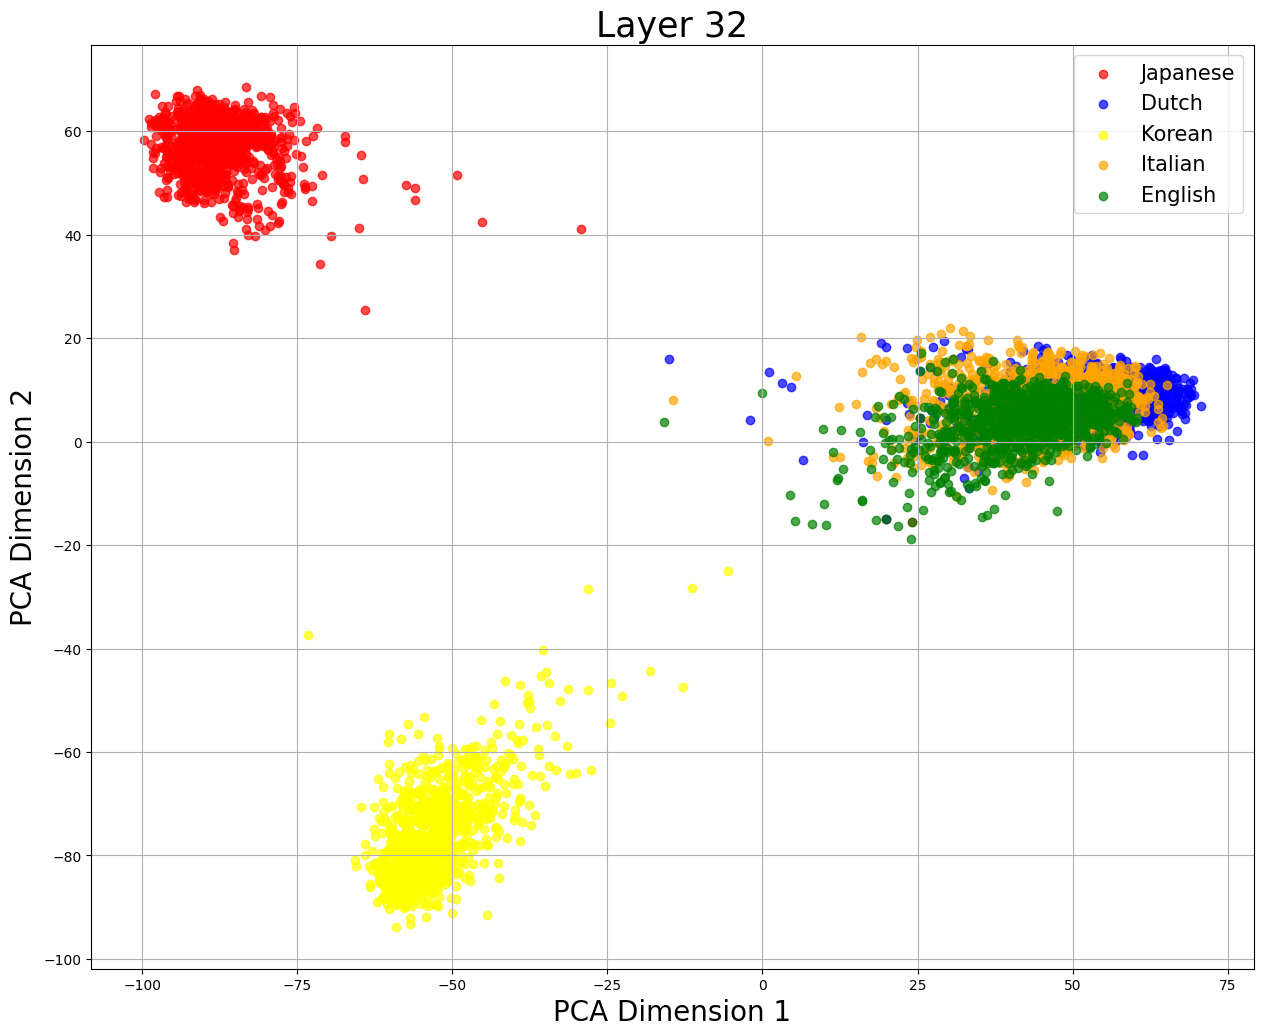 Layer 32
Japanese
Dutch
Korean
Italian
English
PCA Dimension 2
60
40
20
0
−20
−40
−60
−80
−100
−100
−75
−50
−25
0
25
50
75
PCA Dimension 1